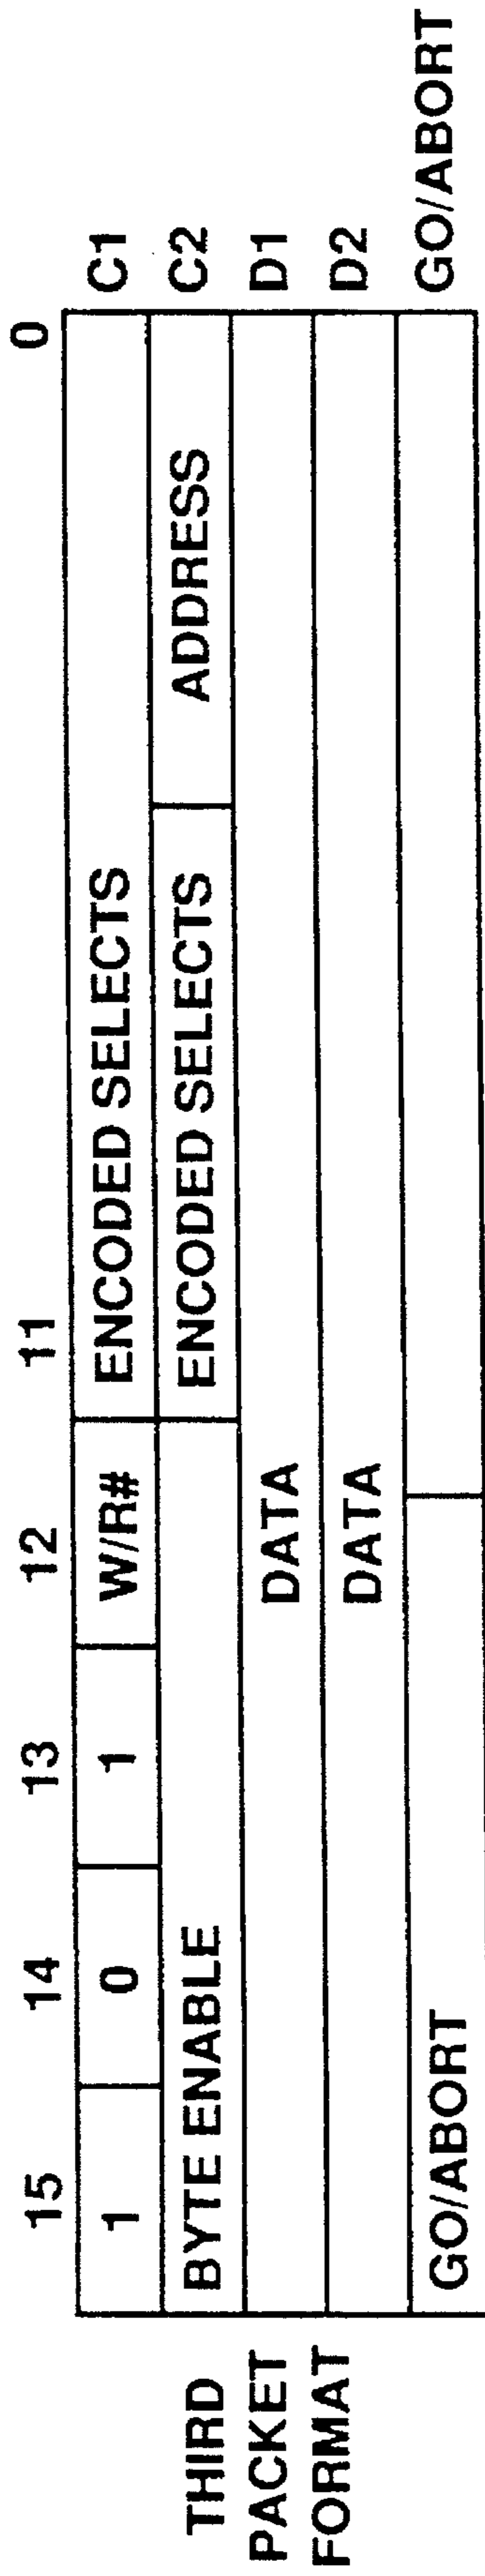 15 14 13 12 11 0
1 0 1 W/R# ENCODED SELECTS C1
BYTE ENABLE ENCODED SELECTS ADDRESS C2
DATA D1
DATA D2
GO/ABORT GO/ABORT
THIRD
PACKET
FORMAT